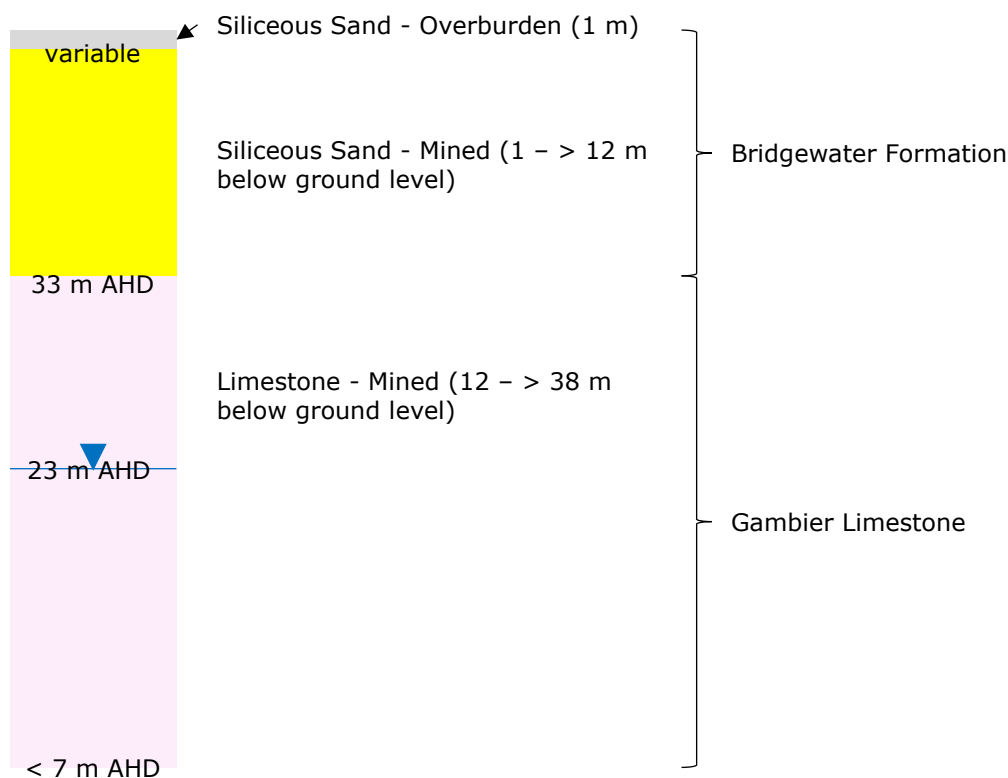 Siliceous Sand - Overburden (1 m)
variable
Siliceous Sand - Mined (1 – > 12 m
below ground level)
Bridgewater Formation
33 m AHD
Limestone - Mined (12 – > 38 m
below ground level)
23 m AHD
Gambier Limestone
< 7 m AHD